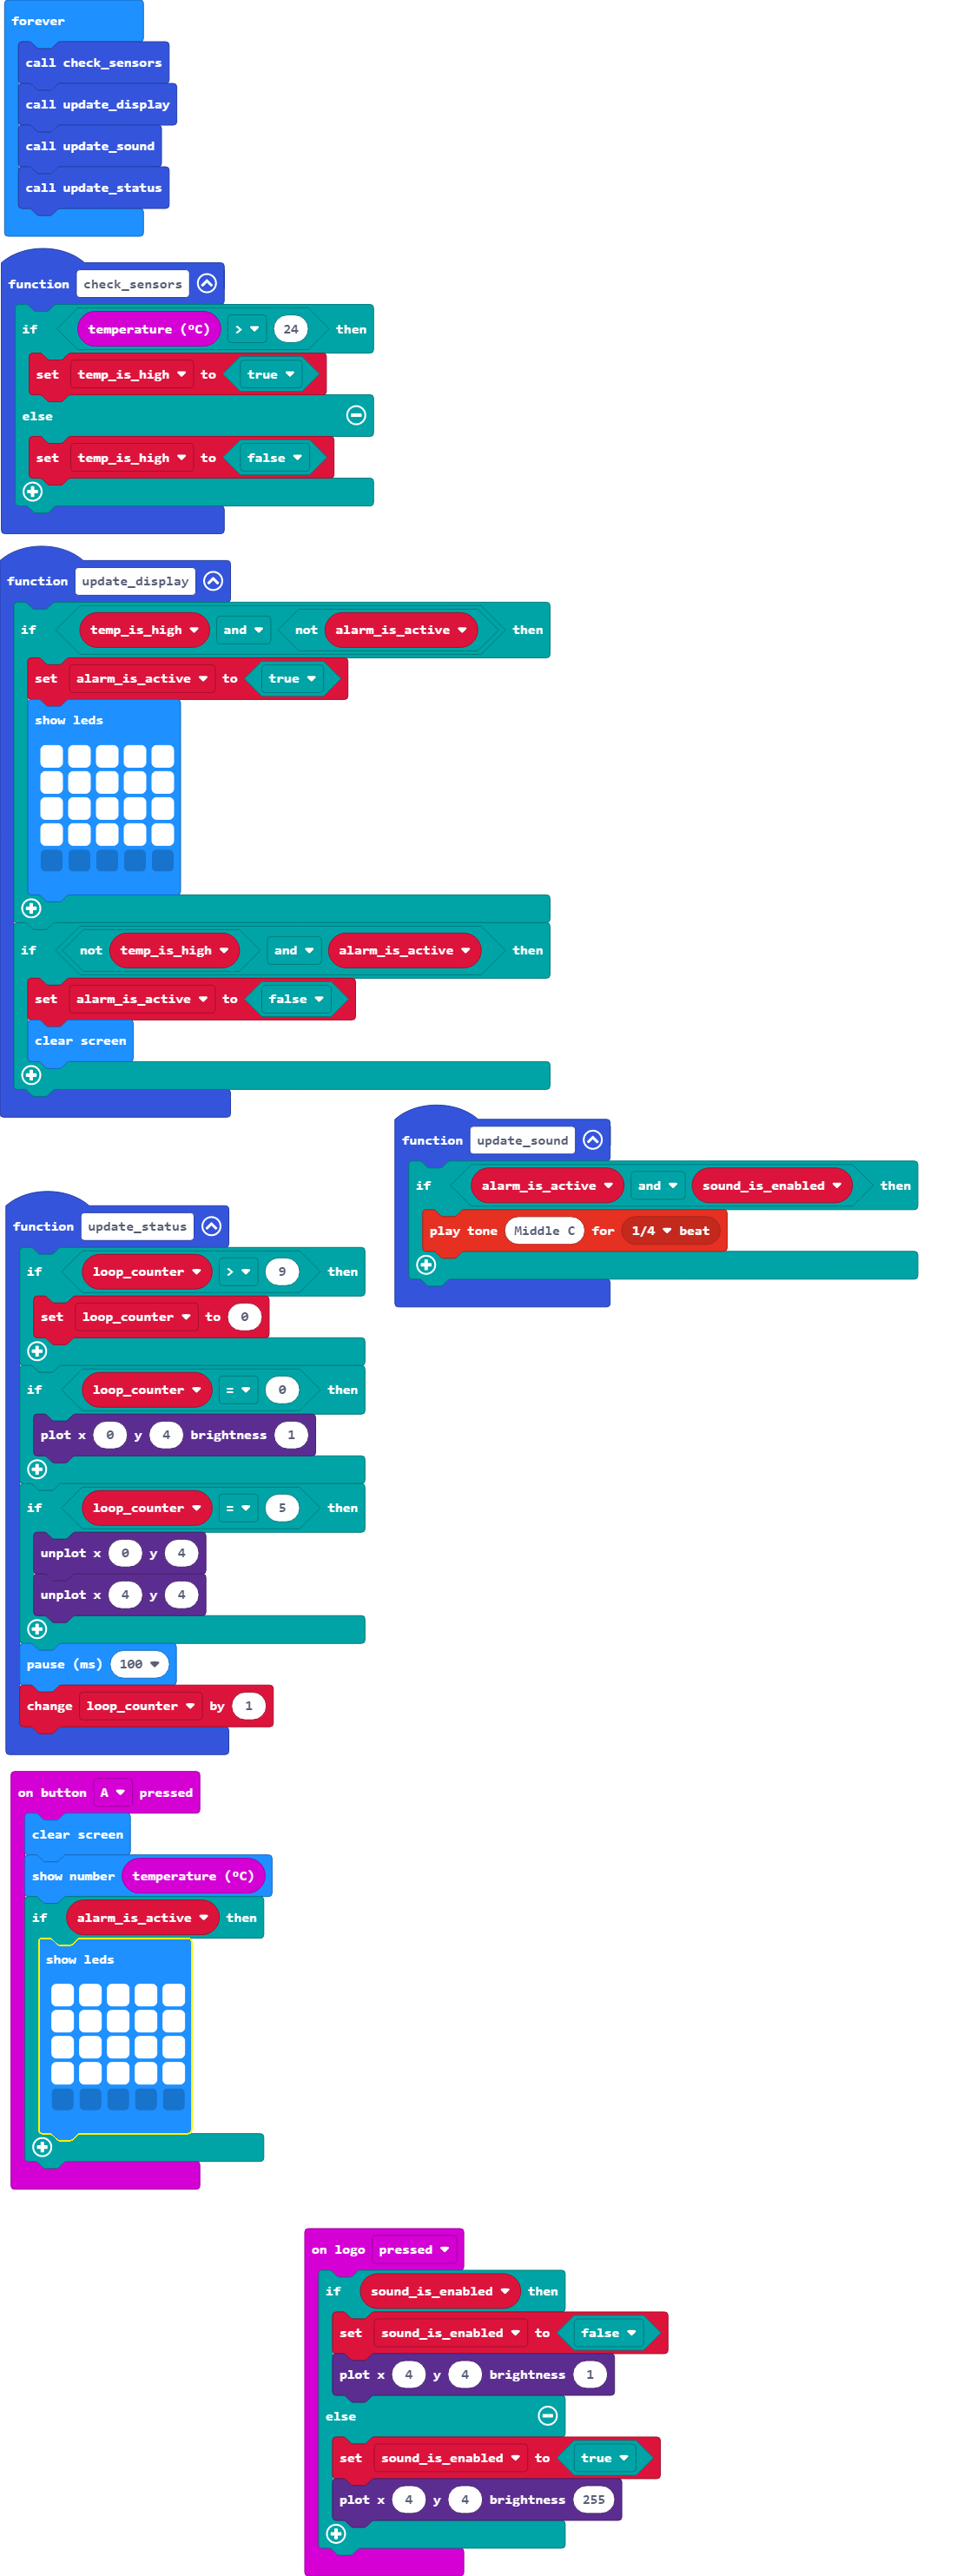 forever
call check_sensors
call update_display
call update_sound
call update_status
function check_sensors
if temperature (ºC) > 24 then
set temp_is_high to true
else
set temp_is_high to false
function update_display
if temp_is_high and not alarm_is_active then
set alarm_is_active to true
show leds
if not temp_is_high and alarm_is_active then
set alarm_is_active to false
clear screen
function update_sound
if alarm_is_active and sound_is_enabled then
play tone Middle C for 1/4 beat
function update_status
if loop_counter > 9 then
set loop_counter to 0
if loop_counter = 0 then
plot x 0 y 4 brightness 1
if loop_counter = 5 then
unplot x 0 y 4
unplot x 4 y 4
pause (ms) 100
change loop_counter by 1
on button A pressed
clear screen
show number temperature (ºC)
if alarm_is_active then
show leds
on logo pressed
if sound_is_enabled then
set sound_is_enabled to false
plot x 4 y 4 brightness 1
else
set sound_is_enabled to true
plot x 4 y 4 brightness 255